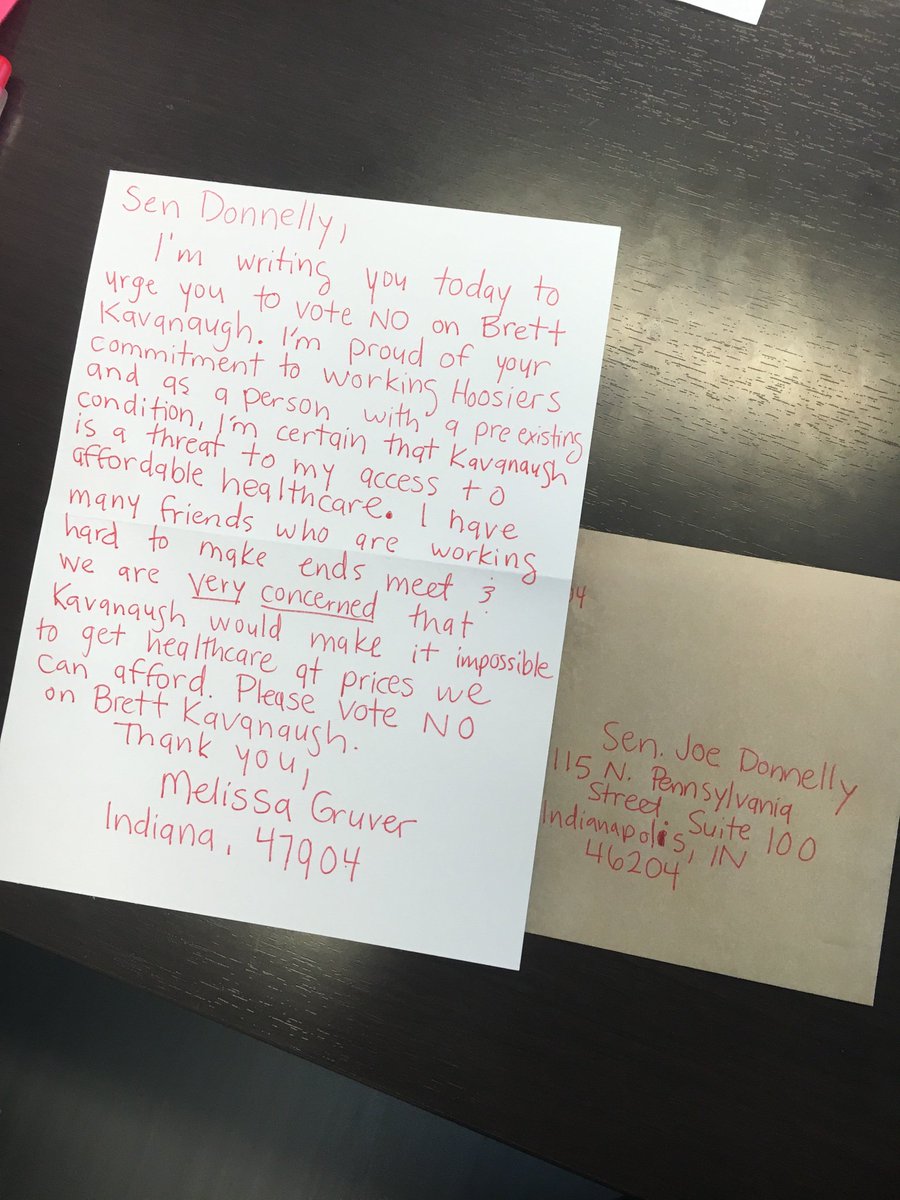 Sen Donnelly,
I'm writing you today to
urge you to vote NO on Brett
Kavanaugh. I'm proud of your
commitment to working Hoosiers
and as a person with a pre existing
condition, I'm certain that Kavanaugh
is a threat to my access to
affordable healthcare. I have
many friends who are working
hard to make ends meet &
we are very concerned that
Kavanaugh would make it impossible
to get healthcare at prices we
can afford. Please vote NO
on Brett Kavanaugh.
Thank you,
Melissa Gruver
Indiana, 47904
04
Sen. Joe Donnelly
115 N. Pennsylvania
Street, Suite 100
Indianapolis, IN
46204